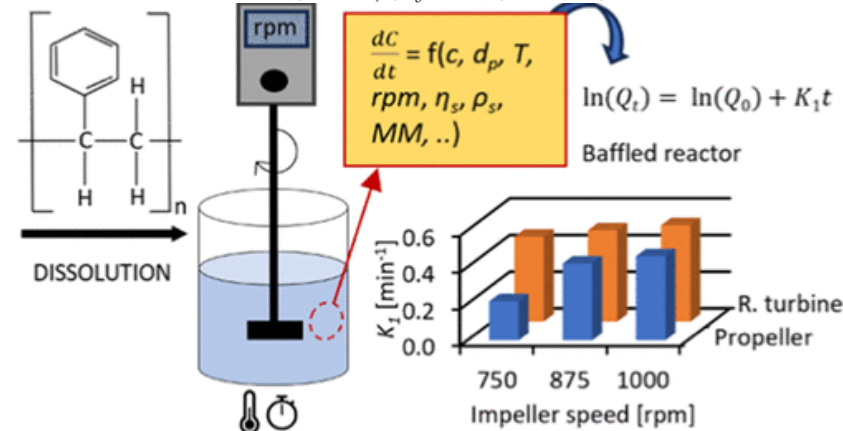 H
C C
H H
n
DISSOLUTION
rpm
dC/dt = f(c, dₚ, T,
rpm, ηₛ, ρₛ,
MM, ..)
ln(Qₜ) = ln(Q₀) + K₁t
Baffled reactor
K₁ [min⁻¹]
0.6
0.4
0.2
0.0
750 875 1000
Impeller speed [rpm]
R. turbine
Propeller